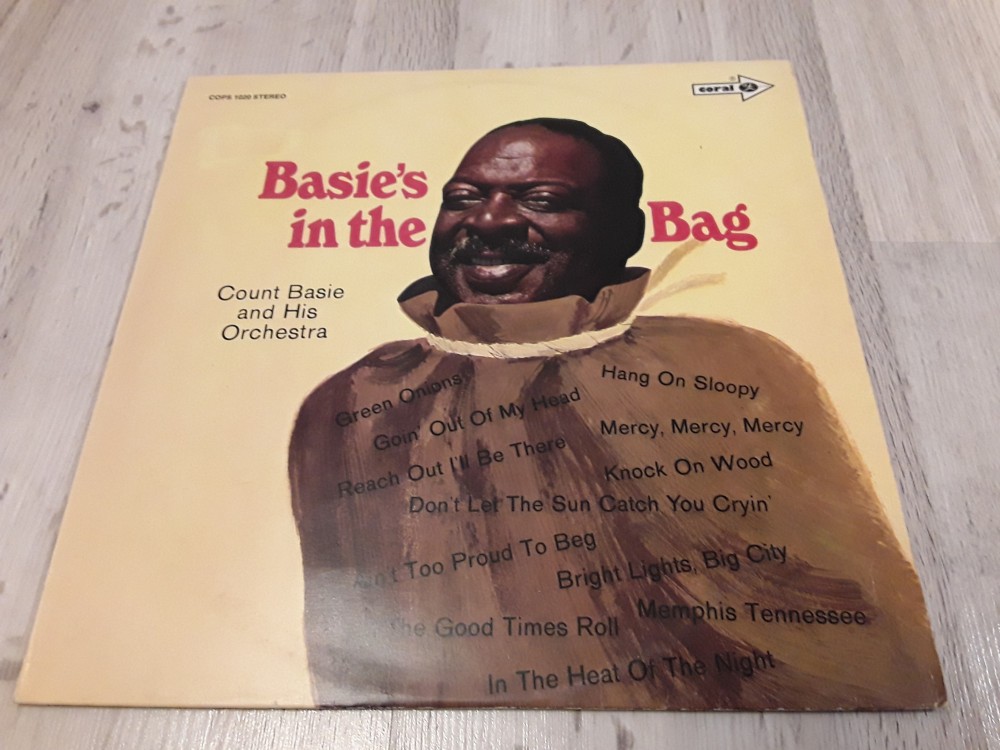 COPS 1020 STEREO
coral
Basie's
in the
Bag
Count Basie
and His
Orchestra
Green Onions
Hang On Sloopy
Goin' Out Of My Head
Mercy, Mercy, Mercy
Reach Out I'll Be There
Knock On Wood
Don't Let The Sun Catch You Cryin'
Ain't Too Proud To Beg
Bright Lights, Big City
Memphis Tennessee
The Good Times Roll
In The Heat Of The Night